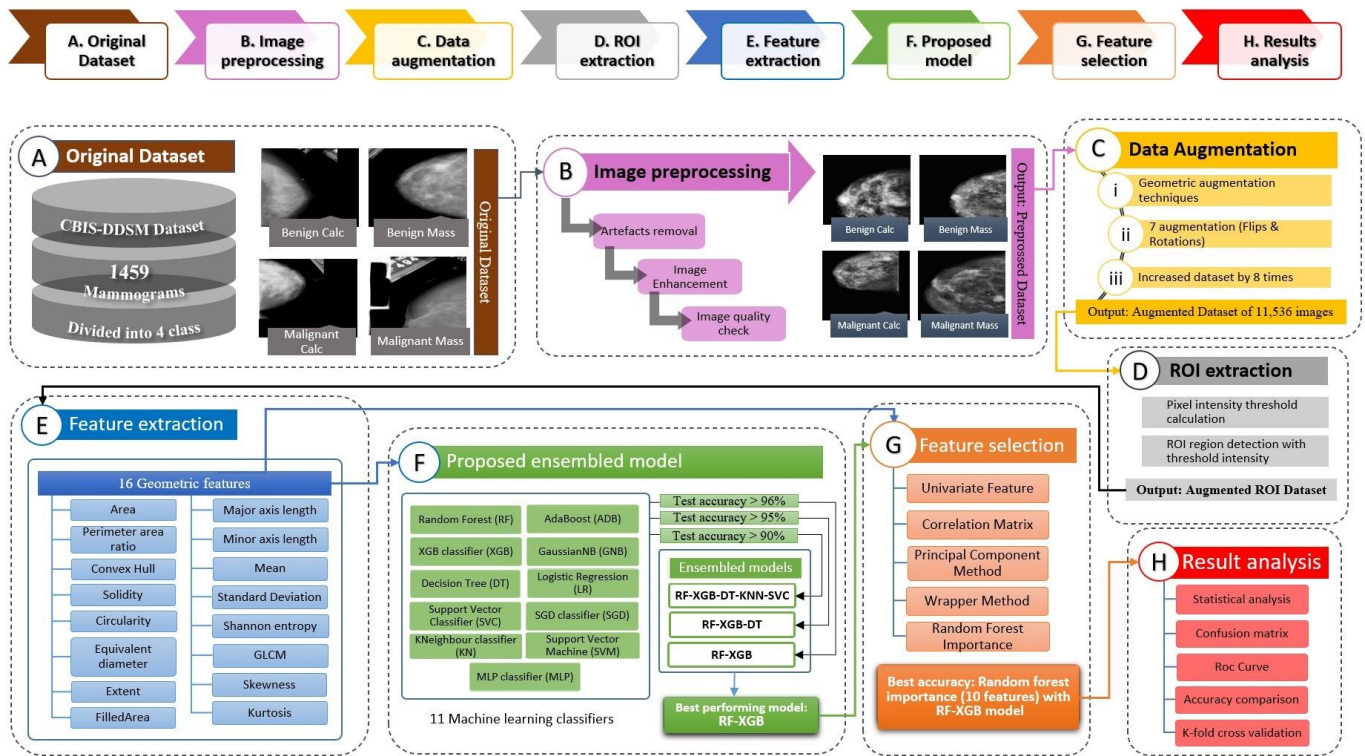 A. Original
Dataset
B. Image
preprocessing
C. Data
augmentation
D. ROI
extraction
E. Feature
extraction
F. Proposed
model
G. Feature
selection
H. Results
analysis
A
Original Dataset
CBIS-DDSM Dataset
1459
Mammograms
Divided into 4 class
Benign Calc
Benign Mass
Malignant
Calc
Malignant Mass
Original Dataset
B
Image preprocessing
Artefacts removal
Image
Enhancement
Image quality
check
Benign Calc
Benign Mass
Malignant Calc
Malignant Mass
Output: Preprossed Dataset
C
Data Augmentation
i
Geometric augmentation
techniques
ii
7 augmentation (Flips &
Rotations)
iii
Increased dataset by 8 times
Output: Augmented Dataset of 11,536 images
D
ROI extraction
Pixel intensity threshold
calculation
ROI region detection with
threshold intensity
Output: Augmented ROI Dataset
E
Feature extraction
16 Geometric features
Area
Perimeter area
ratio
Convex Hull
Solidity
Circularity
Equivalent
diameter
Extent
FilledArea
Major axis length
Minor axis length
Mean
Standard Deviation
Shannon entropy
GLCM
Skewness
Kurtosis
F
Proposed ensembled model
Random Forest (RF)
AdaBoost (ADB)
XGB classifier (XGB)
GaussianNB (GNB)
Decision Tree (DT)
Logistic Regression
(LR)
Support Vector
Classifier (SVC)
SGD classifier (SGD)
KNeighbour classifier
(KN)
Support Vector
Machine (SVM)
MLP classifier (MLP)
11 Machine learning classifiers
Test accuracy > 96%
Test accuracy > 95%
Test accuracy > 90%
Ensembled models
RF-XGB-DT-KNN-SVC
RF-XGB-DT
RF-XGB
Best performing model:
RF-XGB
G
Feature selection
Univariate Feature
Correlation Matrix
Principal Component
Method
Wrapper Method
Random Forest
Importance
Best accuracy: Random forest
importance (10 features) with
RF-XGB model
H
Result analysis
Statistical analysis
Confusion matrix
Roc Curve
Accuracy comparison
K-fold cross validation